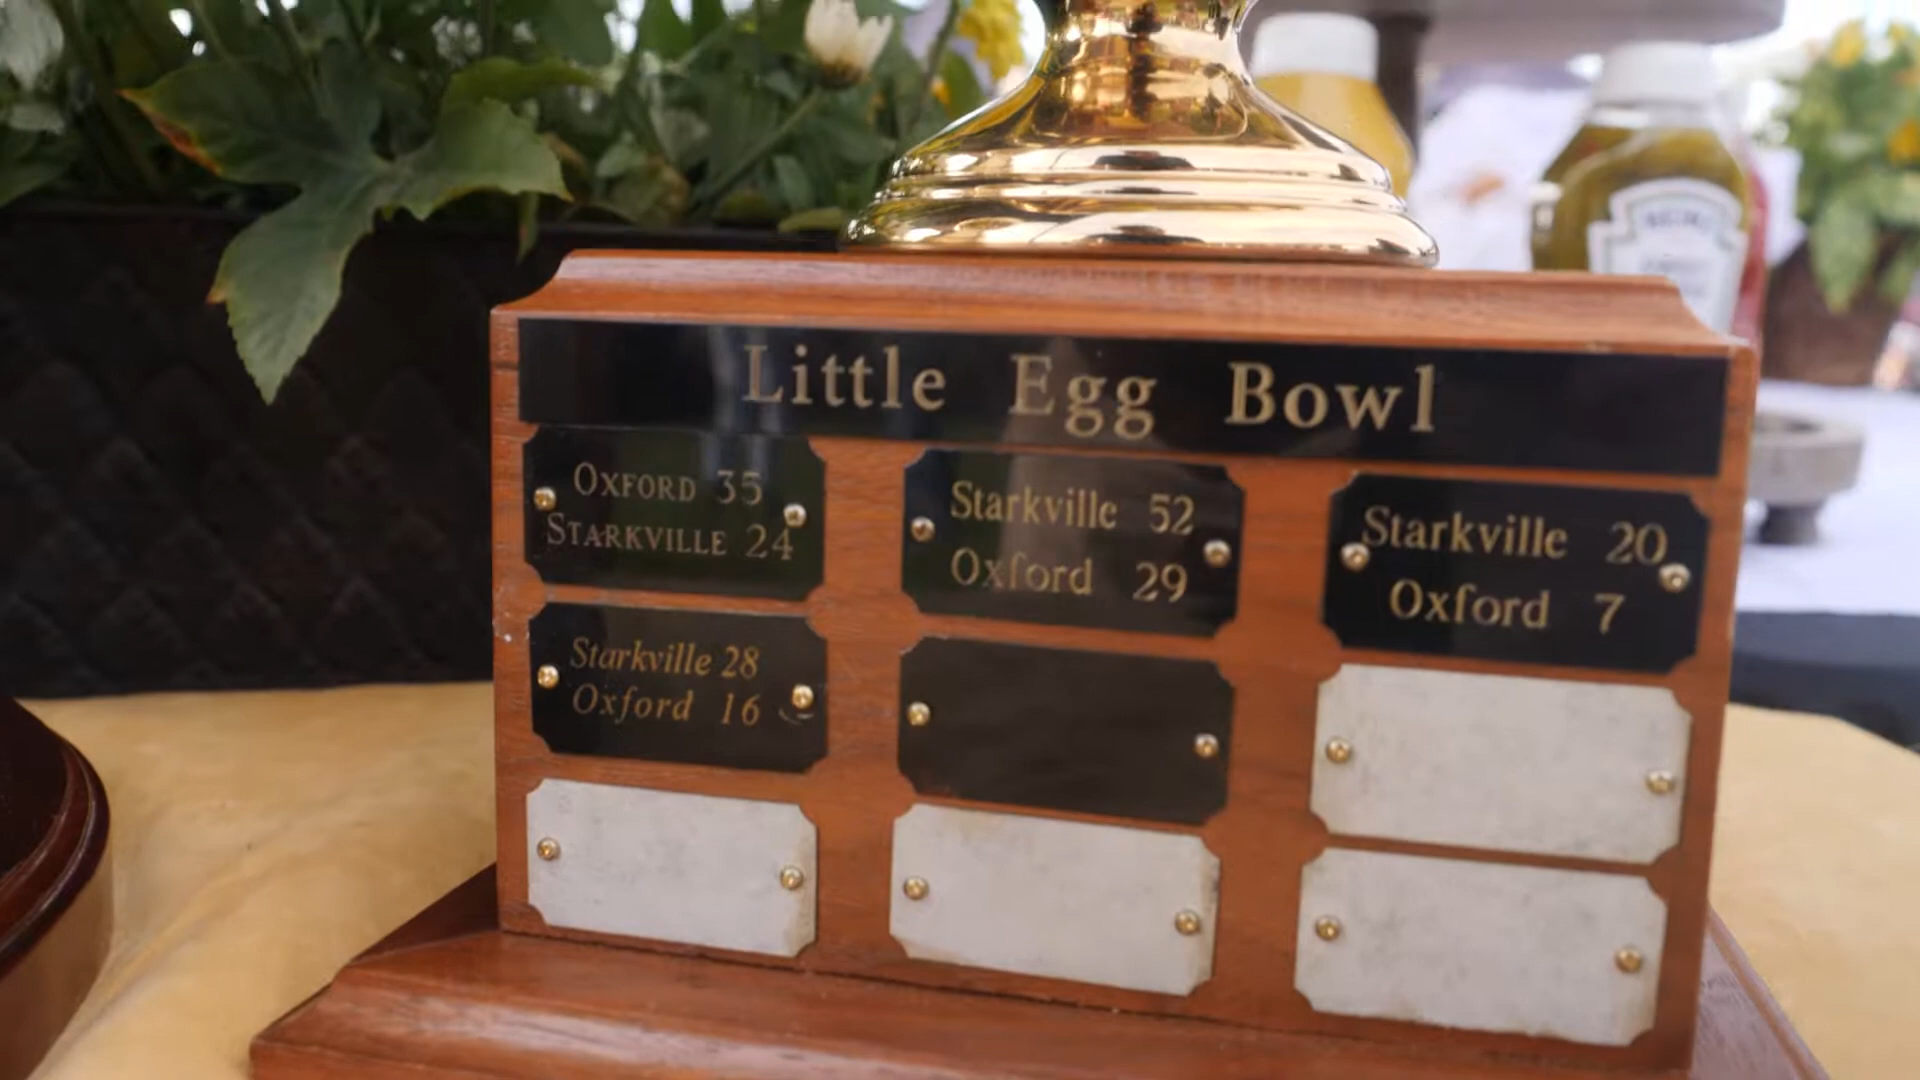 Little Egg Bowl
OXFORD 35
STARKVILLE 24
Starkville 52
Oxford 29
Starkville 20
Oxford 7
Starkville 28
Oxford 16
HEINZ